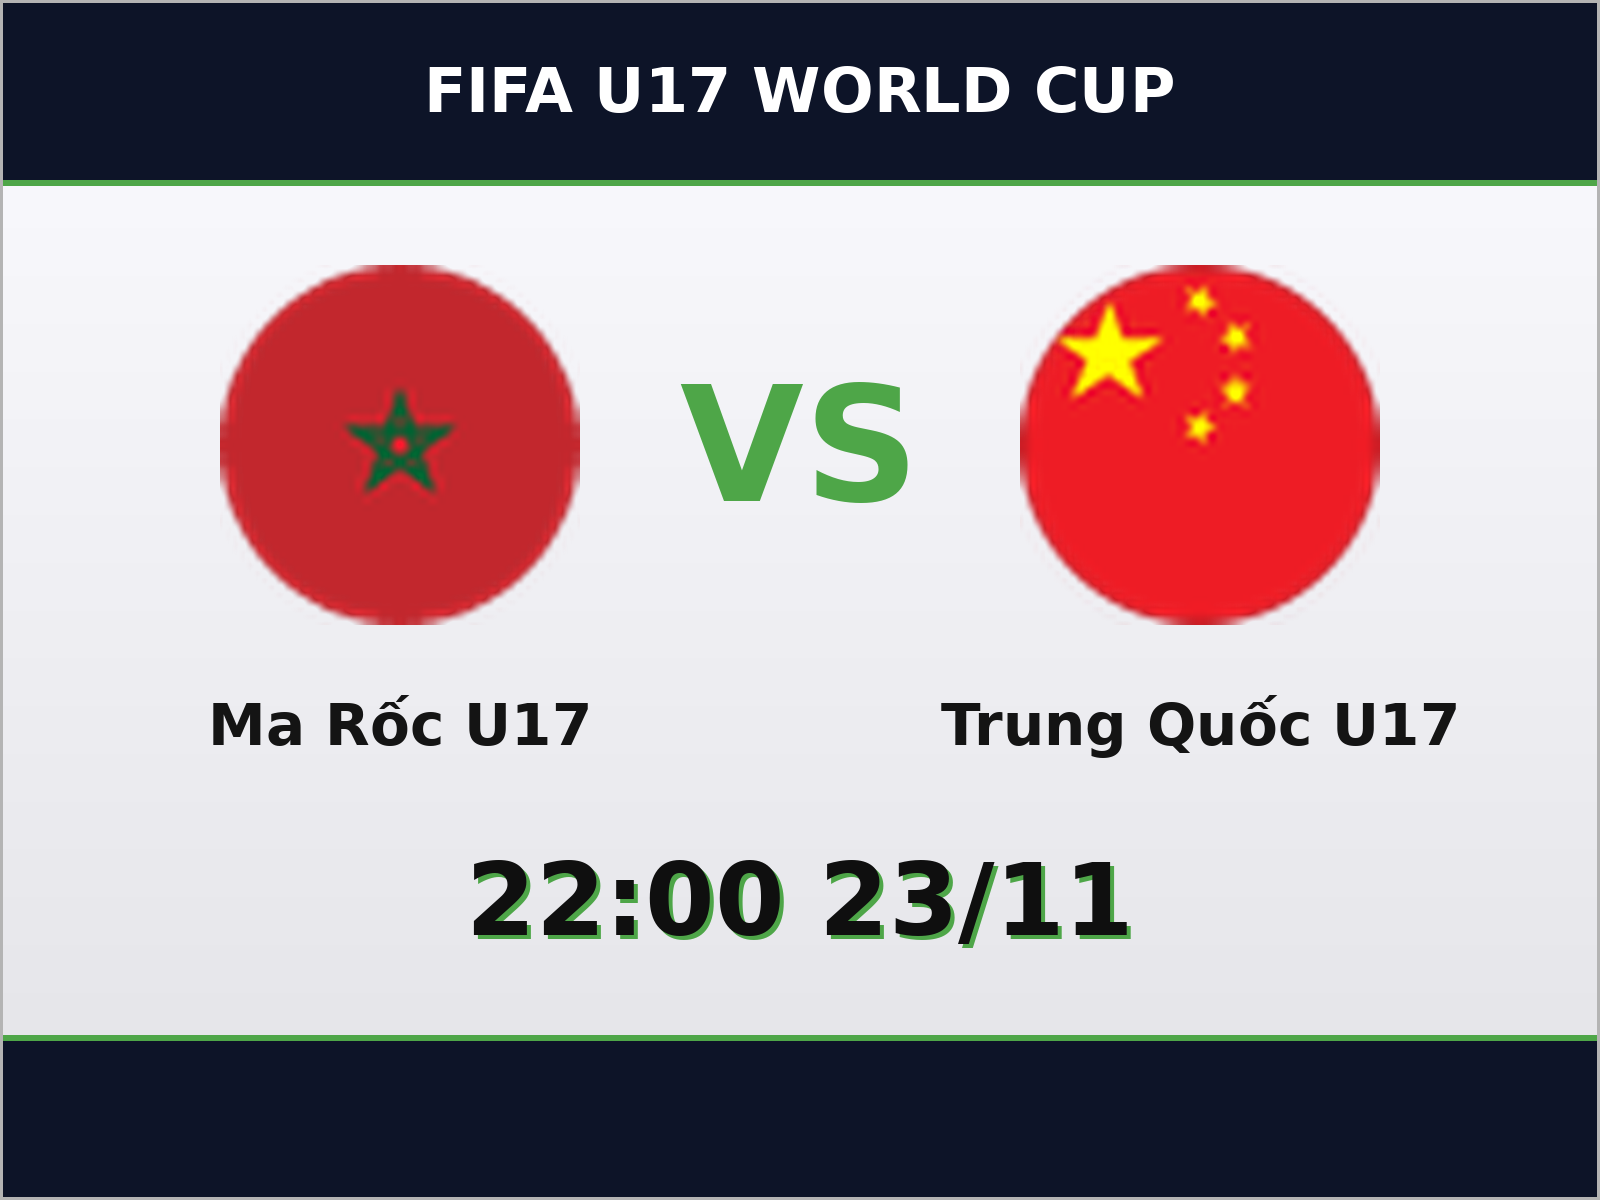 FIFA U17 WORLD CUP
VS
Ma Rốc U17
Trung Quốc U17
22:00 23/11